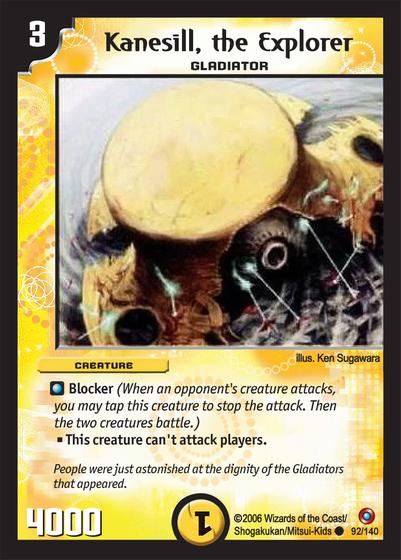 3
Kanesill, the Explorer
GLADIATOR
illus. Ken Sugawara
CREATURE
Blocker (When an opponent's creature attacks,
you may tap this creature to stop the attack. Then
the two creatures battle.)
▪ This creature can't attack players.
People were just astonished at the dignity of the Gladiators
that appeared.
4000
1
©2006 Wizards of the Coast/
Shogakukan/Mitsui-Kids ● 92/140